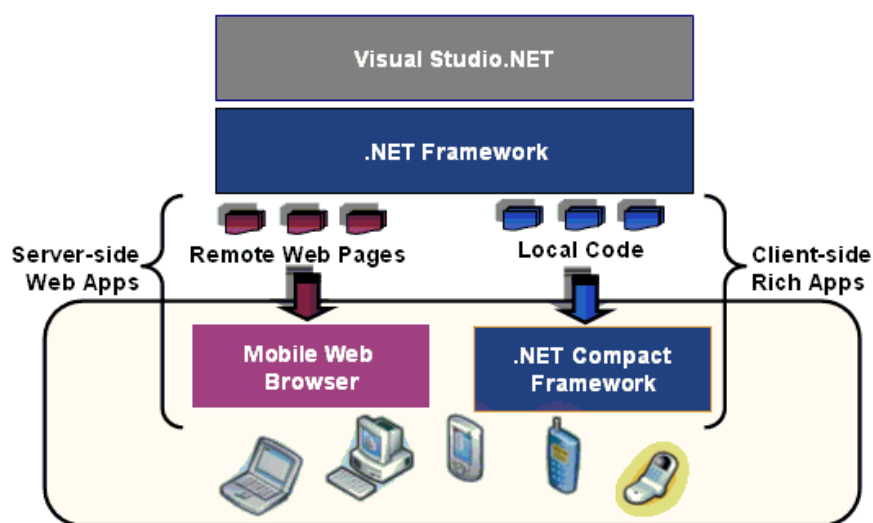 Visual Studio.NET
.NET Framework
Remote Web Pages
Local Code
Server-side
Web Apps
Client-side
Rich Apps
Mobile Web
Browser
.NET Compact
Framework